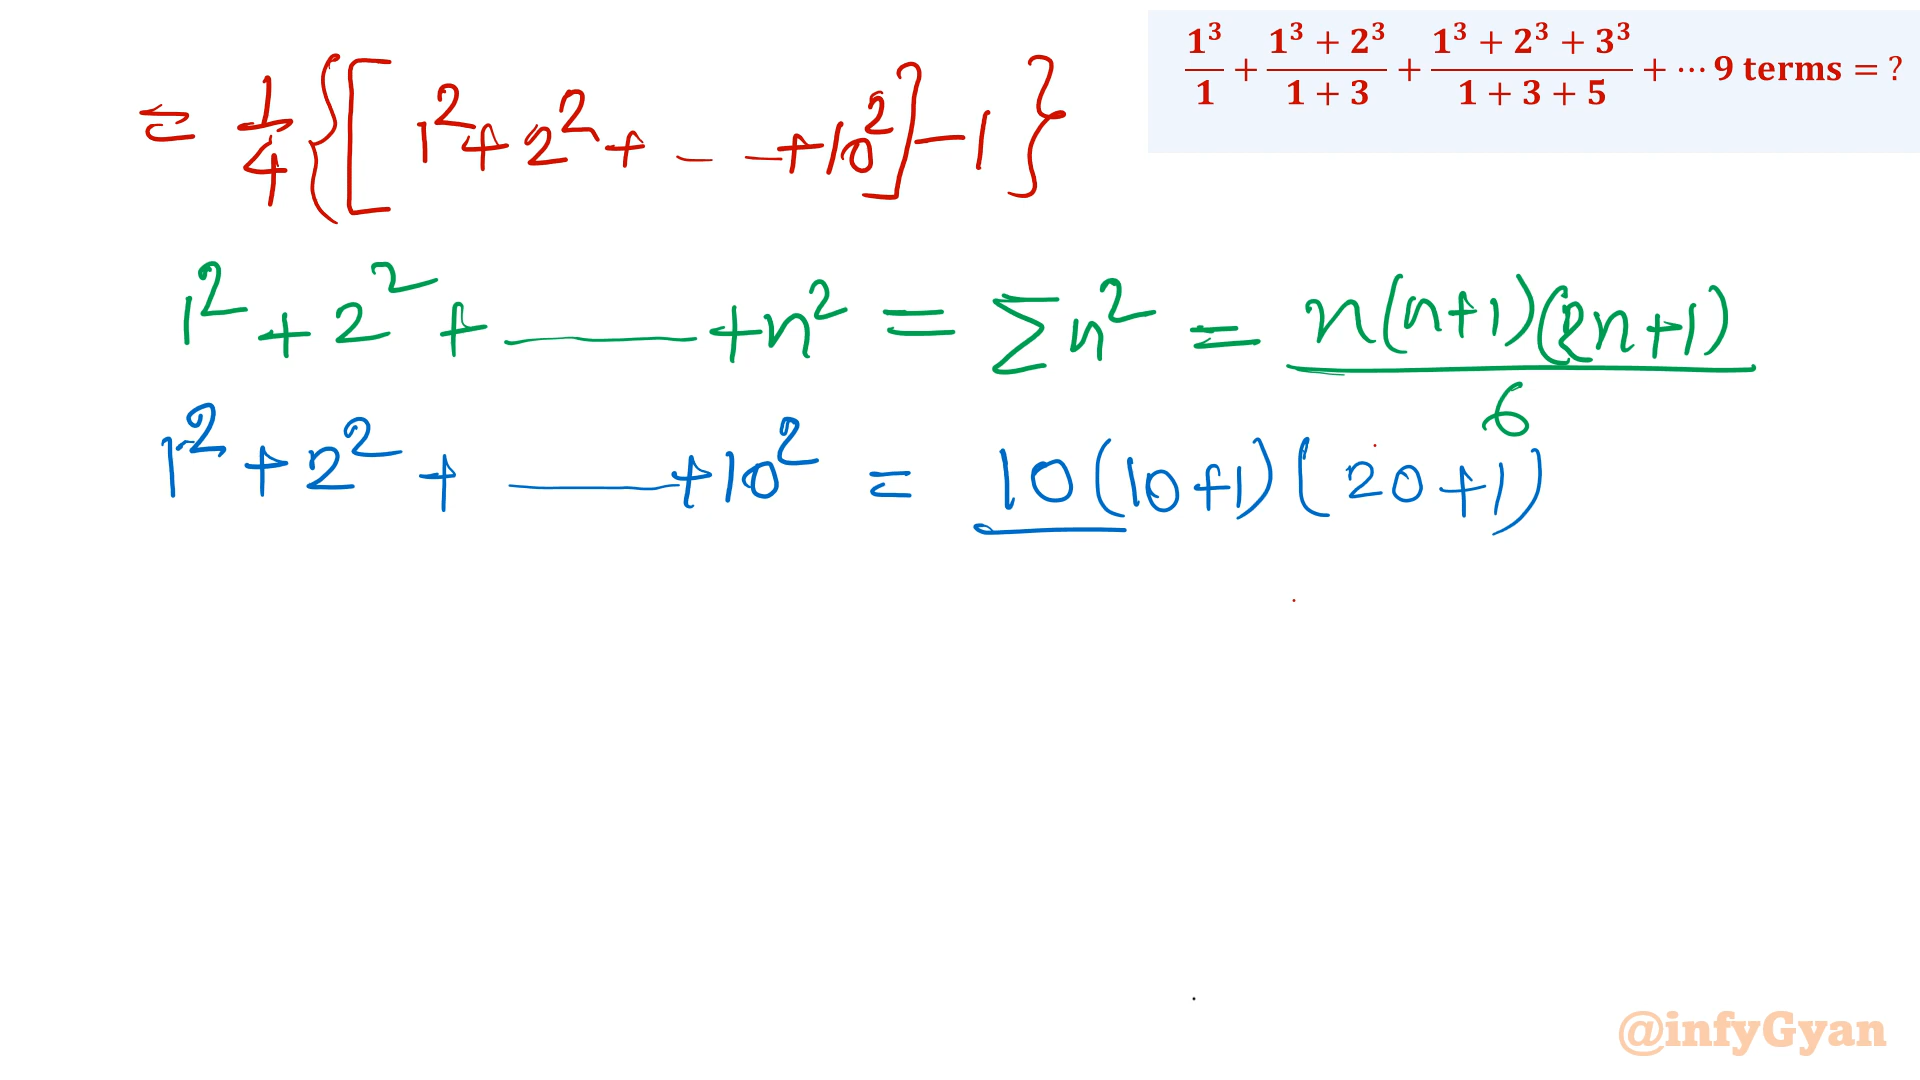 1³/1 + (1³ + 2³)/(1 + 3) + (1³ + 2³ + 3³)/(1 + 3 + 5) + ⋯ 9 terms = ?
= 1/4 {[1² + 2² + - - + 10²] - 1}
1² + 2² + —— + n² = Σn² = n(n+1)(2n+1)/6
1² + 2² + —— + 10² = 10(10+1)(20+1)
@infyGyan